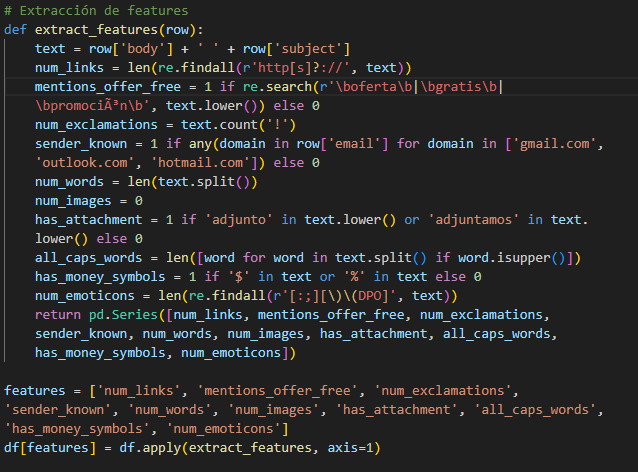 # Extracción de features
def extract_features(row):
    text = row['body'] + ' ' + row['subject']
    num_links = len(re.findall(r'http[s]?://', text))
    mentions_offer_free = 1 if re.search(r'\boferta\b|\bgratis\b|
    \bpromociÃ³n\b', text.lower()) else 0
    num_exclamations = text.count('!')
    sender_known = 1 if any(domain in row['email'] for domain in ['gmail.com',
    'outlook.com', 'hotmail.com']) else 0
    num_words = len(text.split())
    num_images = 0
    has_attachment = 1 if 'adjunto' in text.lower() or 'adjuntamos' in text.
    lower() else 0
    all_caps_words = len([word for word in text.split() if word.isupper()])
    has_money_symbols = 1 if '$' in text or '%' in text else 0
    num_emoticons = len(re.findall(r'[:;][\)\(DPO]', text))
    return pd.Series([num_links, mentions_offer_free, num_exclamations,
    sender_known, num_words, num_images, has_attachment, all_caps_words,
    has_money_symbols, num_emoticons])

features = ['num_links', 'mentions_offer_free', 'num_exclamations',
'sender_known', 'num_words', 'num_images', 'has_attachment', 'all_caps_words',
'has_money_symbols', 'num_emoticons']
df[features] = df.apply(extract_features, axis=1)